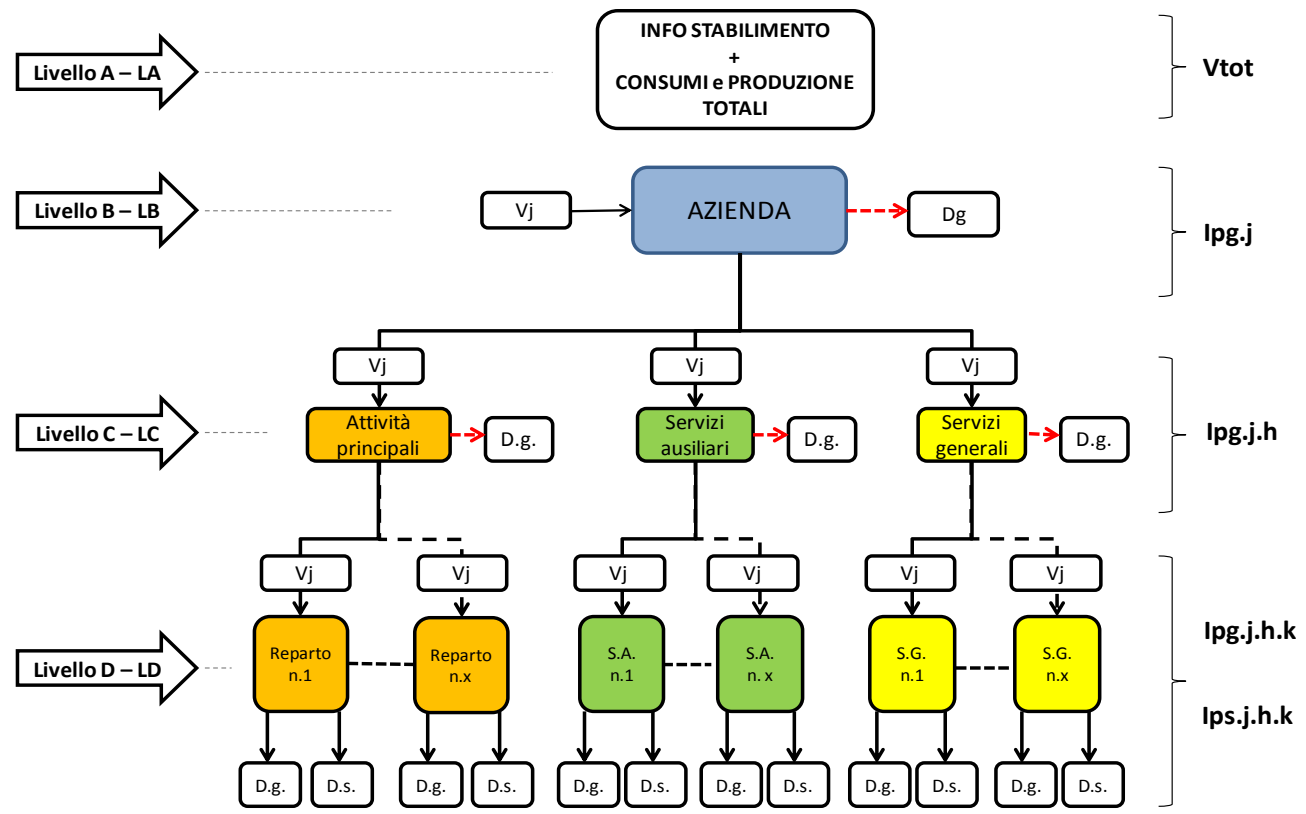 INFO STABILIMENTO
+
CONSUMI e PRODUZIONE
TOTALI
Livello A – LA
Vtot
Livello B – LB
Vj
AZIENDA
Dg
Ipg.j
Vj
Vj
Vj
Livello C – LC
Attività
principali
D.g.
Servizi
ausiliari
D.g.
Servizi
generali
D.g.
Ipg.j.h
Vj
Vj
Vj
Vj
Vj
Vj
Livello D – LD
Reparto
n.1
Reparto
n.x
S.A.
n.1
S.A.
n. x
S.G.
n.1
S.G.
n.x
Ipg.j.h.k
Ips.j.h.k
D.g.
D.s.
D.g.
D.s.
D.g.
D.s.
D.g.
D.s.
D.g.
D.s.
D.g.
D.s.